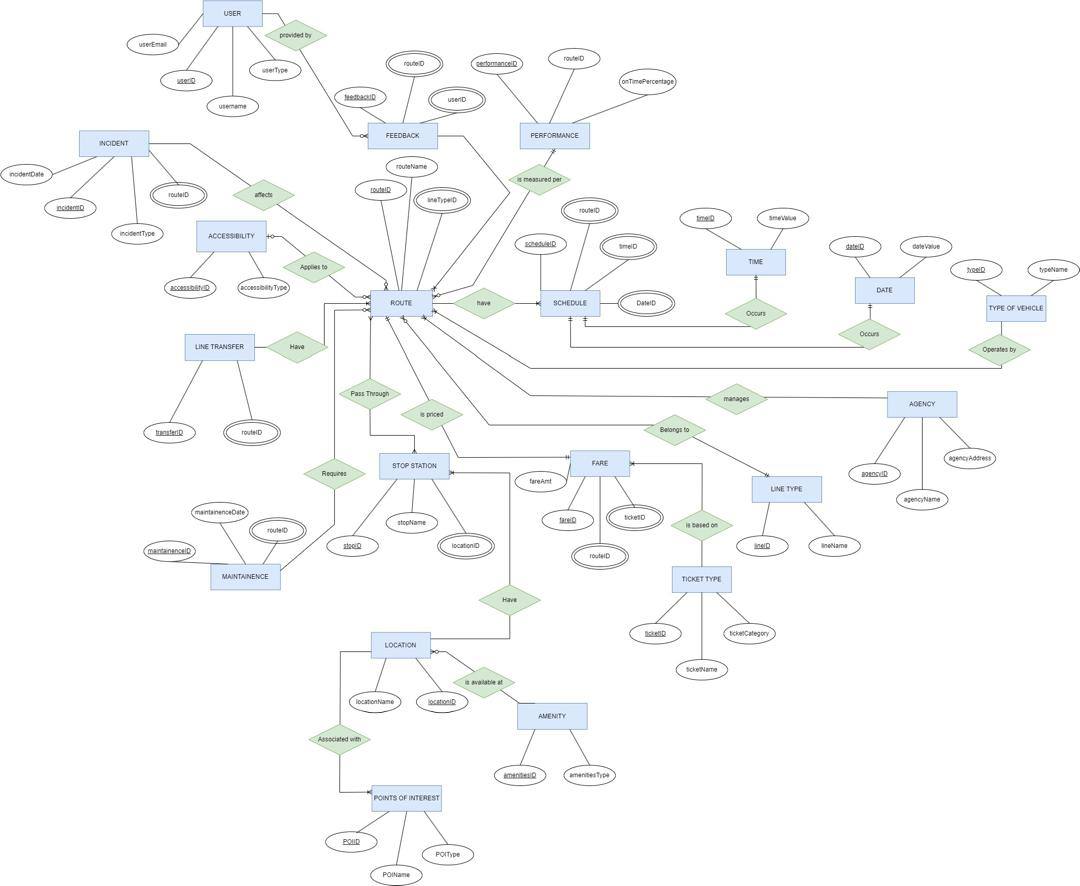 USER
provided by
userEmail
userID
userType
username
routeID
performanceID
routeID
onTimePercentage
feedbackID
userID
FEEDBACK
PERFORMANCE
INCIDENT
incidentDate
incidentID
routeID
incidentType
affects
routeName
routeID
lineTypeID
is measured per
ACCESSIBILITY
accessibilityID
accessibilityType
Applies to
routeID
scheduleID
timeID
DateID
timeID
timeValue
TIME
dateID
dateValue
DATE
typeID
typeName
TYPE OF VEHICLE
ROUTE
have
SCHEDULE
Occurs
Occurs
Operates by
LINE TRANSFER
Have
transferID
routeID
Pass Through
is priced
manages
Belongs to
AGENCY
agencyID
agencyAddress
agencyName
Requires
STOP STATION
stopID
stopName
locationID
fareAmt
FARE
fareID
ticketID
routeID
LINE TYPE
lineID
lineName
is based on
maintainenceDate
routeID
maintainenceID
MAINTAINENCE
TICKET TYPE
ticketID
ticketCategory
ticketName
Have
LOCATION
locationName
locationID
is available at
AMENITY
amenitiesID
amenitiesType
Associated with
POINTS OF INTEREST
POIID
POIType
POIName